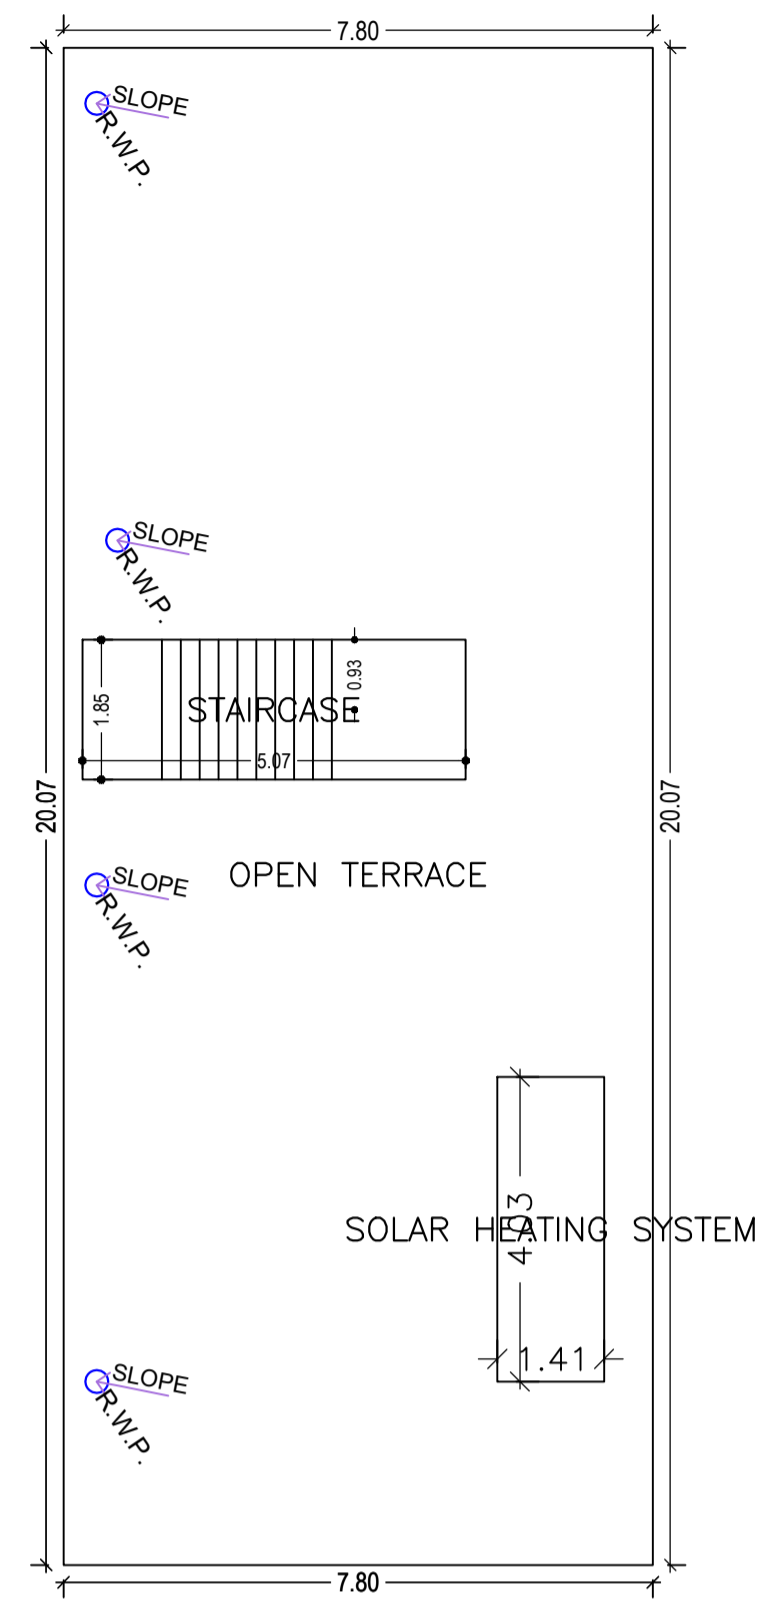 7.80
SLOPE
R.W.P.
SLOPE
R.W.P.
0.93
1.85
STAIRCASE
5.07
20.07
20.07
OPEN TERRACE
SLOPE
R.W.P.
4.03
SOLAR HEATING SYSTEM
1.41
SLOPE
R.W.P.
7.80